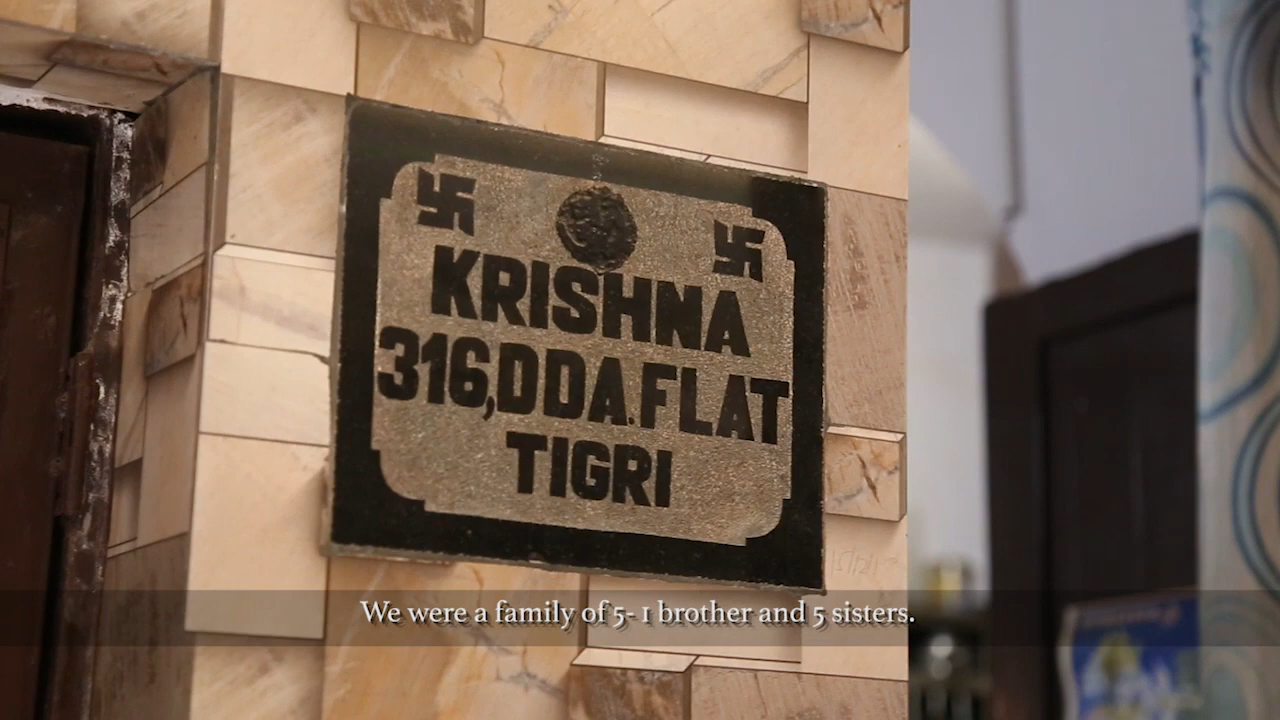 KRISHNA
316,DDA.FLAT
TIGRI
We were a family of 5- 1 brother and 5 sisters.